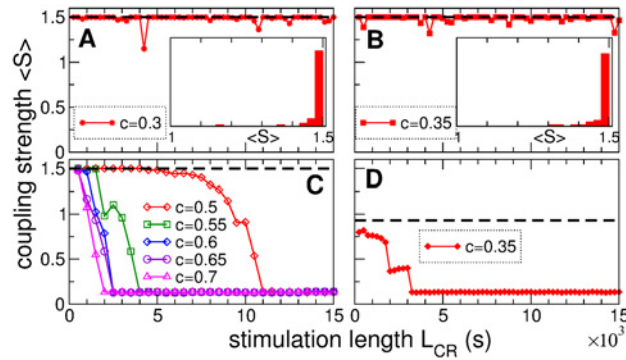 coupling strength <S>
1.5
1
0.5
0
A
c=0.3
1
<S>
1.5
B
c=0.35
1
<S>
1.5
1.5
1
0.5
0
C
c=0.5
c=0.55
c=0.6
c=0.65
c=0.7
0
5
10
15
D
c=0.35
0
5
10
15
stimulation length L_CR (s)
×10³